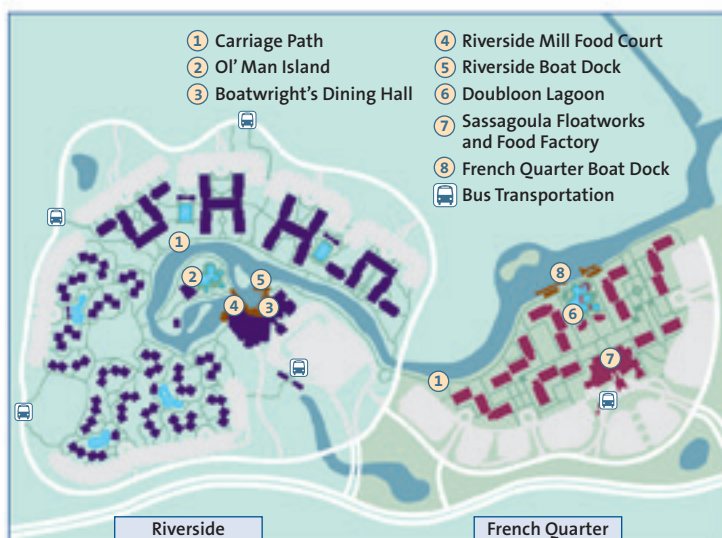 1 Carriage Path
2 Ol' Man Island
3 Boatwright's Dining Hall
4 Riverside Mill Food Court
5 Riverside Boat Dock
6 Doubloon Lagoon
7 Sassagoula Floatworks
and Food Factory
8 French Quarter Boat Dock
Bus Transportation
1
2
5
4
3
8
6
7
1
Riverside
French Quarter